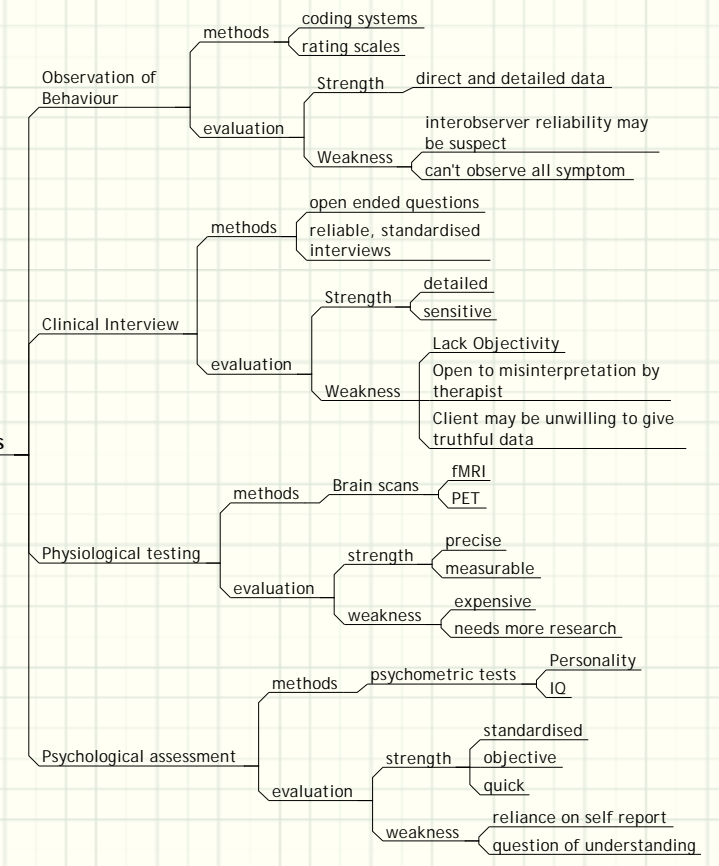 coding systems
methods
rating scales
Observation of
Behaviour
Strength
direct and detailed data
evaluation
interobserver reliability may
be suspect
Weakness
can't observe all symptom
open ended questions
methods
reliable, standardised
interviews
detailed
Strength
sensitive
Clinical Interview
Lack Objectivity
evaluation
Open to misinterpretation by
therapist
Weakness
Client may be unwilling to give
truthful data
s
fMRI
Brain scans
methods
PET
precise
Physiological testing
strength
measurable
evaluation
expensive
weakness
needs more research
Personality
psychometric tests
methods
IQ
standardised
Psychological assessment
strength
objective
quick
evaluation
reliance on self report
weakness
question of understanding